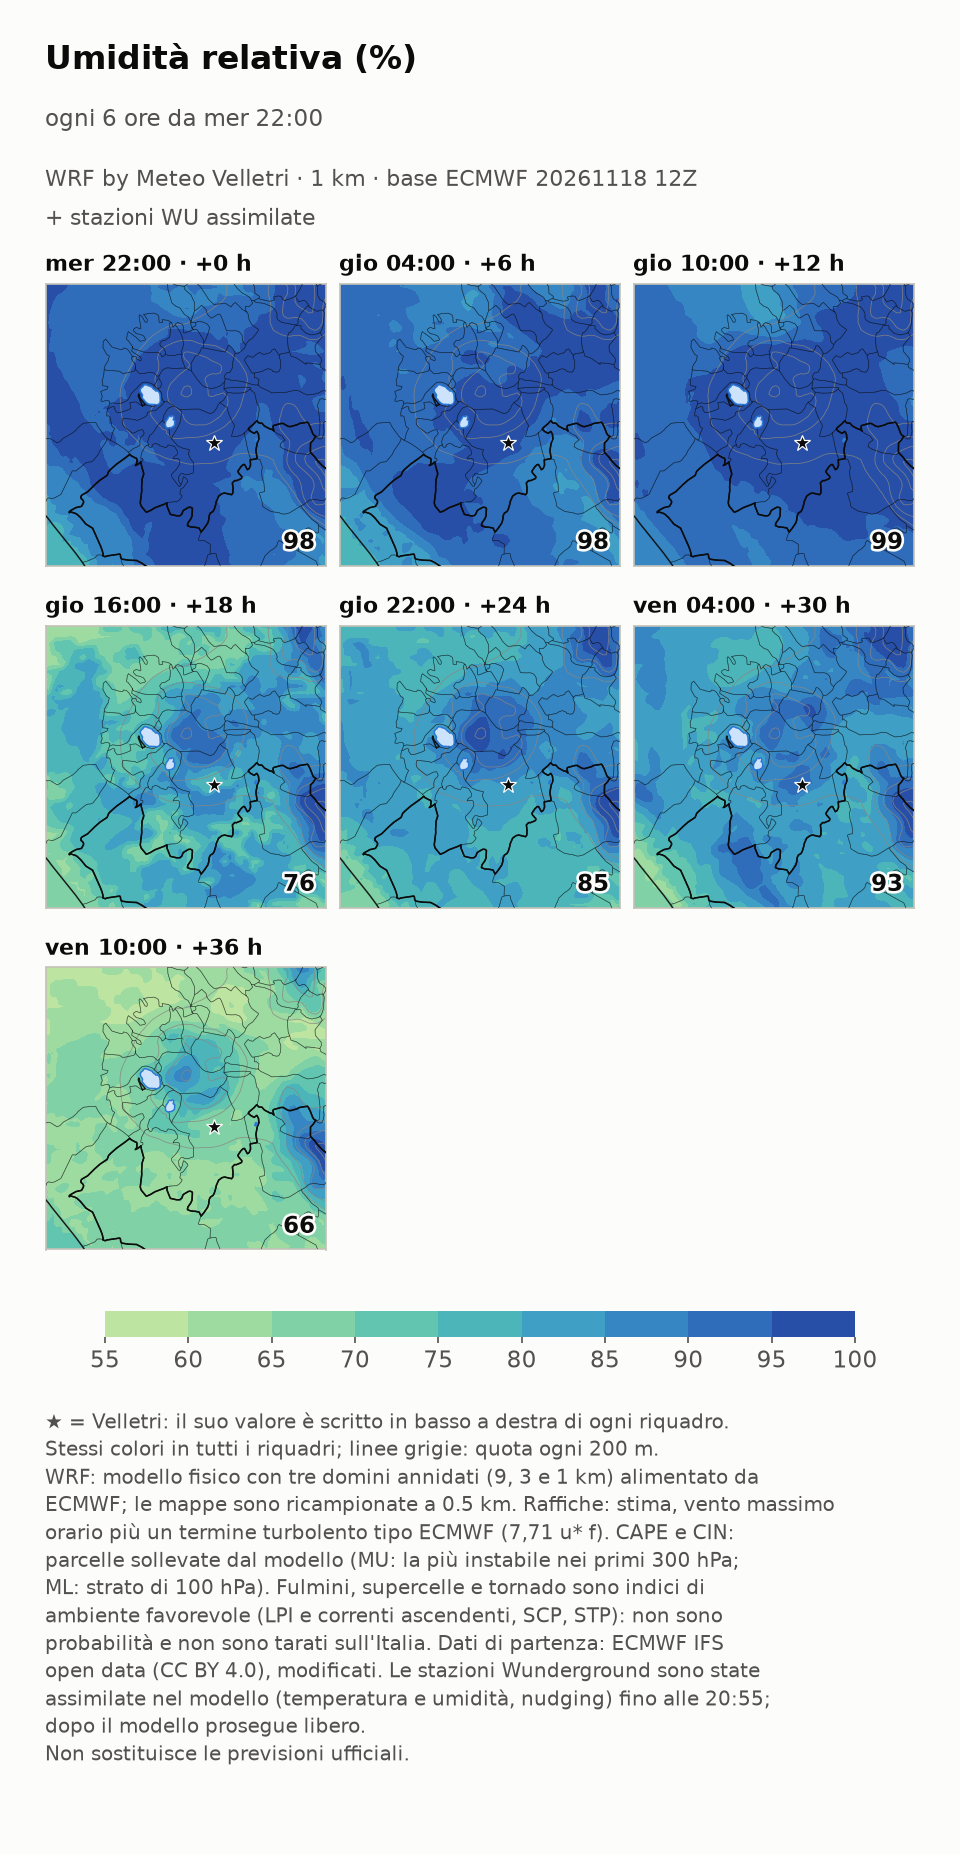 Umidità relativa (%)
ogni 6 ore da mer 22:00
WRF by Meteo Velletri · 1 km · base ECMWF 20261118 12Z
+ stazioni WU assimilate
mer 22:00 · +0 h
gio 04:00 · +6 h
gio 10:00 · +12 h
98
98
99
gio 16:00 · +18 h
gio 22:00 · +24 h
ven 04:00 · +30 h
76
85
93
ven 10:00 · +36 h
66
55 60 65 70 75 80 85 90 95 100
★ = Velletri: il suo valore è scritto in basso a destra di ogni riquadro.
Stessi colori in tutti i riquadri; linee grigie: quota ogni 200 m.
WRF: modello fisico con tre domini annidati (9, 3 e 1 km) alimentato da
ECMWF; le mappe sono ricampionate a 0.5 km. Raffiche: stima, vento massimo
orario più un termine turbolento tipo ECMWF (7,71 u* f). CAPE e CIN:
parcelle sollevate dal modello (MU: la più instabile nei primi 300 hPa;
ML: strato di 100 hPa). Fulmini, supercelle e tornado sono indici di
ambiente favorevole (LPI e correnti ascendenti, SCP, STP): non sono
probabilità e non sono tarati sull'Italia. Dati di partenza: ECMWF IFS
open data (CC BY 4.0), modificati. Le stazioni Wunderground sono state
assimilate nel modello (temperatura e umidità, nudging) fino alle 20:55;
dopo il modello prosegue libero.
Non sostituisce le previsioni ufficiali.